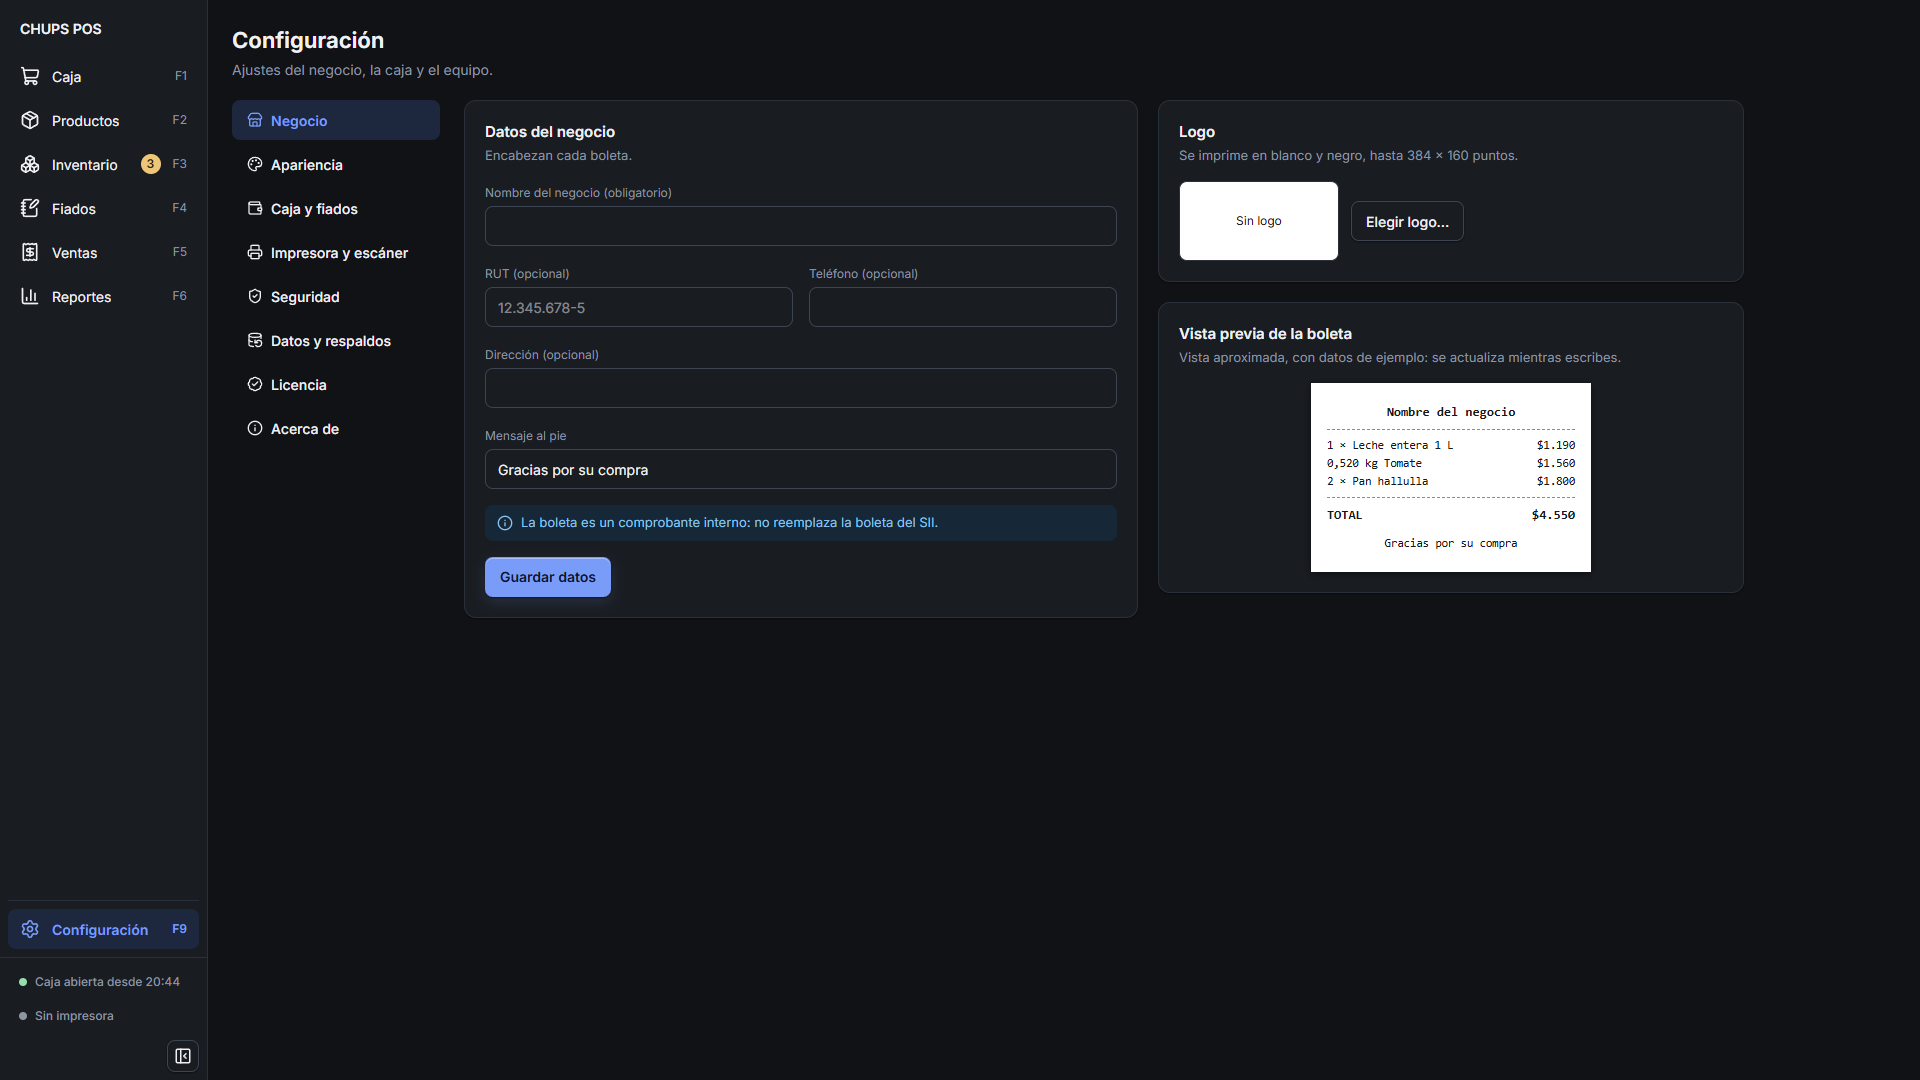 CHUPS POS
Caja F1
Productos F2
Inventario 3 F3
Fiados F4
Ventas F5
Reportes F6
Configuración F9
Caja abierta desde 20:44
Sin impresora
Configuración
Ajustes del negocio, la caja y el equipo.
Negocio
Apariencia
Caja y fiados
Impresora y escáner
Seguridad
Datos y respaldos
Licencia
Acerca de
Datos del negocio
Encabezan cada boleta.
Nombre del negocio (obligatorio)
RUT (opcional) Teléfono (opcional)
12.345.678-5
Dirección (opcional)
Mensaje al pie
Gracias por su compra
La boleta es un comprobante interno: no reemplaza la boleta del SII.
Guardar datos
Logo
Se imprime en blanco y negro, hasta 384 × 160 puntos.
Sin logo Elegir logo...
Vista previa de la boleta
Vista aproximada, con datos de ejemplo: se actualiza mientras escribes.
Nombre del negocio
1 × Leche entera 1 L $1.190
0,520 kg Tomate $1.560
2 × Pan hallulla $1.800
TOTAL $4.550
Gracias por su compra